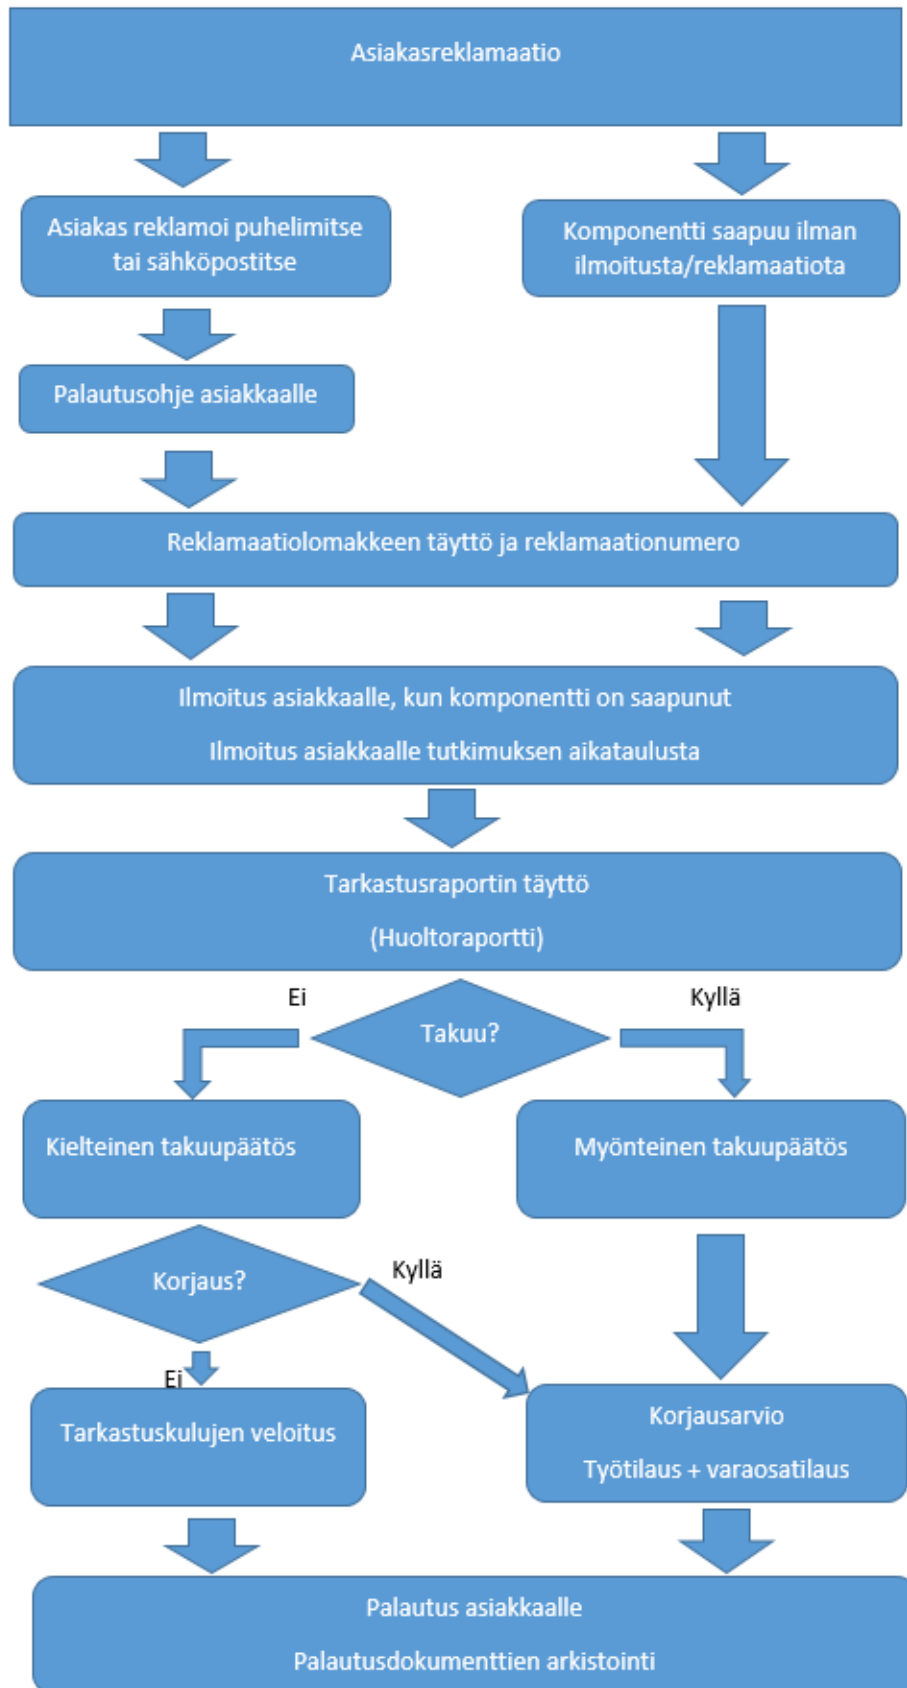 Asiakasreklamaatio
Asiakas reklamoi puhelimitse
tai sähköpostitse
Komponentti saapuu ilman
ilmoitusta/reklamaatiota
Palautusohje asiakkaalle
Reklamaatiolomakkeen täyttö ja reklamaationumero
Ilmoitus asiakkaalle, kun komponentti on saapunut
Ilmoitus asiakkaalle tutkimuksen aikataulusta
Tarkastusraportin täyttö
(Huoltoraportti)
Ei
Kyllä
Takuu?
Kielteinen takuupäätös
Myönteinen takuupäätös
Korjaus?
Kyllä
Ei
Tarkastuskulujen veloitus
Korjausarvio
Työtilaus + varaosatilaus
Palautus asiakkaalle
Palautusdokumenttien arkistointi